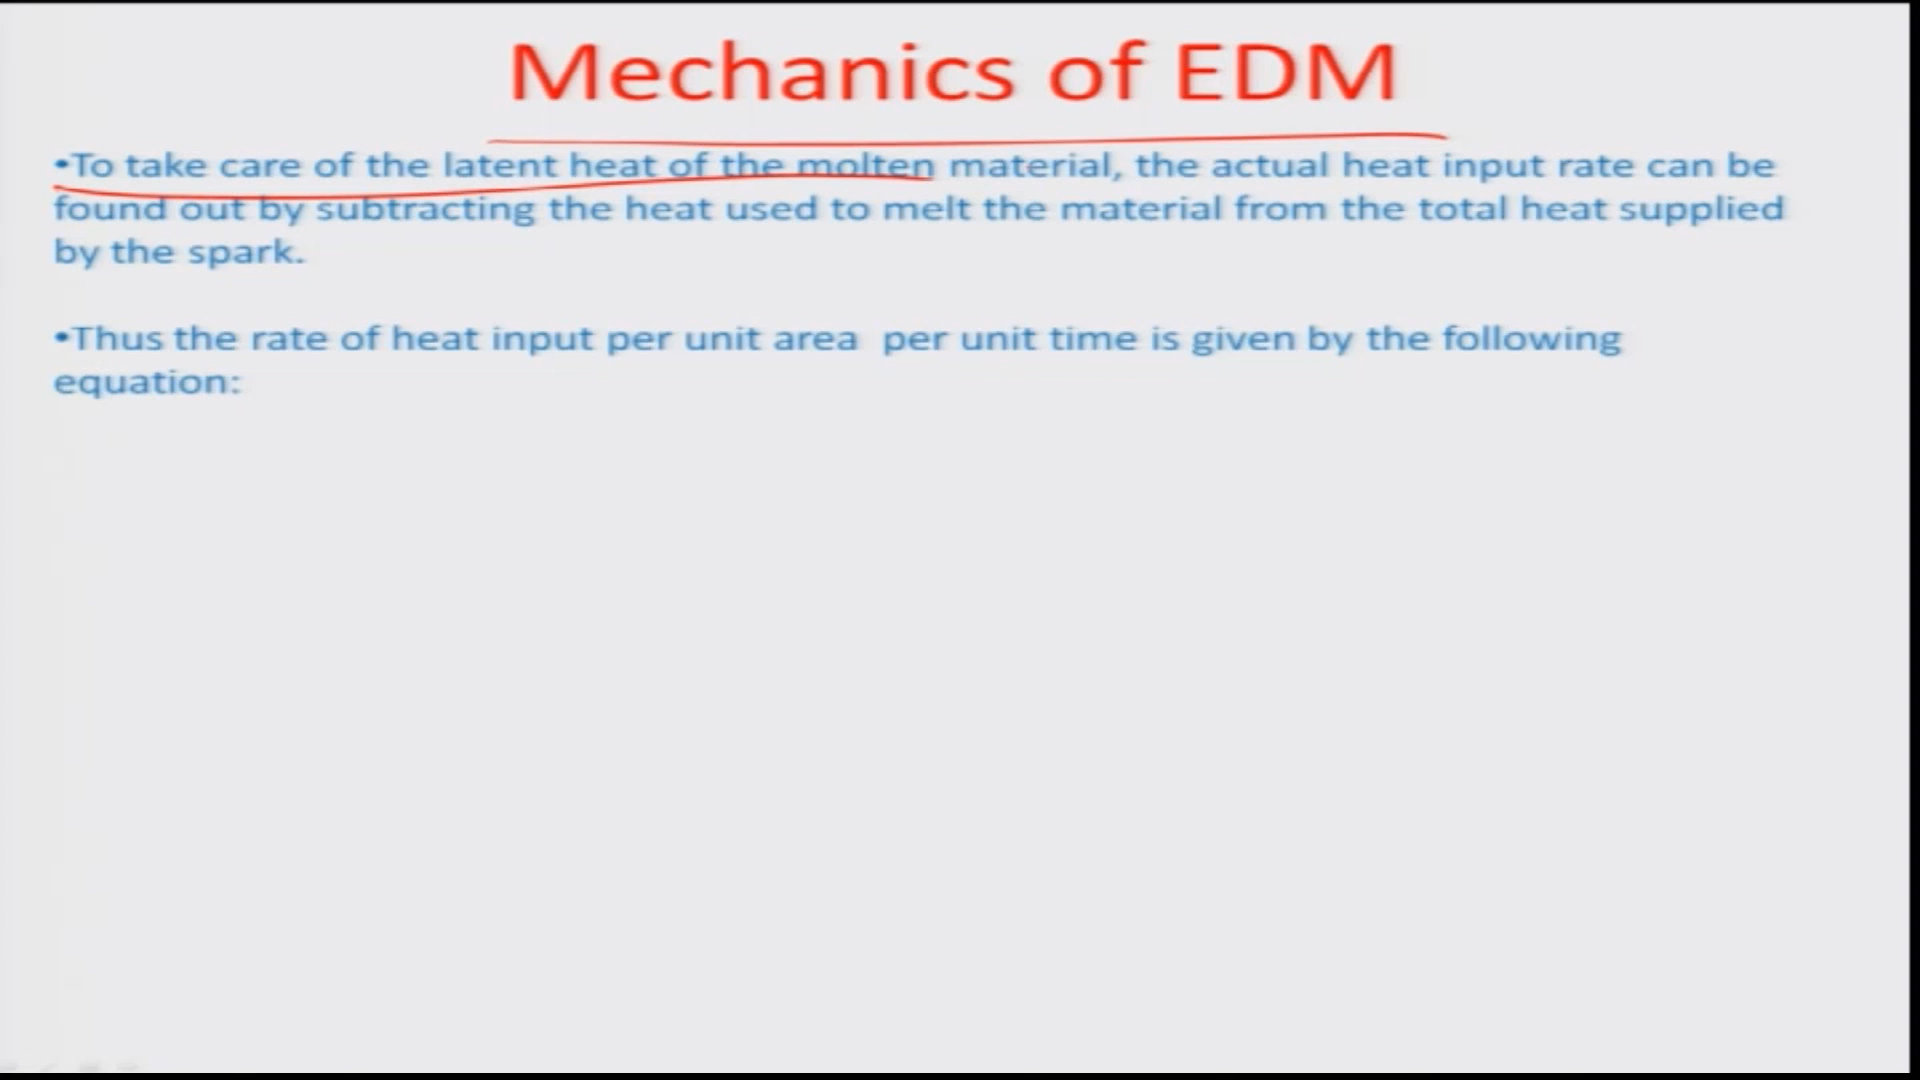 Mechanics of EDM
•To take care of the latent heat of the molten material, the actual heat input rate can be
found out by subtracting the heat used to melt the material from the total heat supplied
by the spark.
•Thus the rate of heat input per unit area per unit time is given by the following
equation: